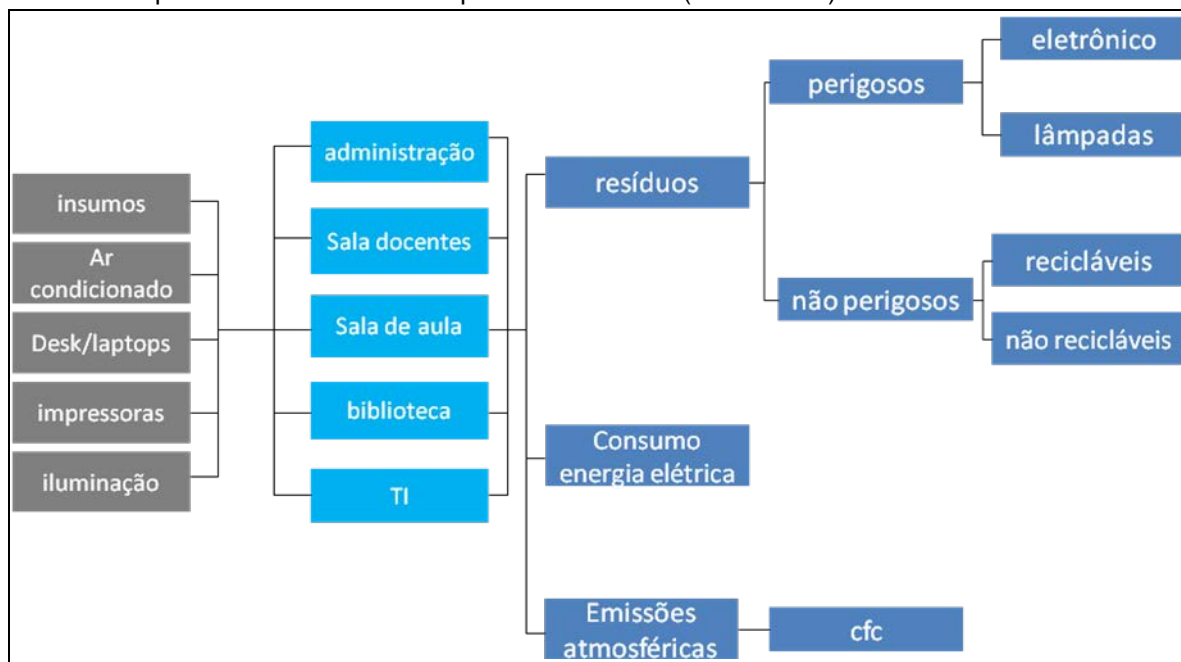 insumos
Ar
condicionado
Desk/laptops
impressoras
iluminação
administração
Sala docentes
Sala de aula
biblioteca
TI
resíduos
Consumo
energia elétrica
Emissões
atmosféricas
perigosos
não perigosos
cfc
eletrônico
lâmpadas
recicláveis
não recicláveis